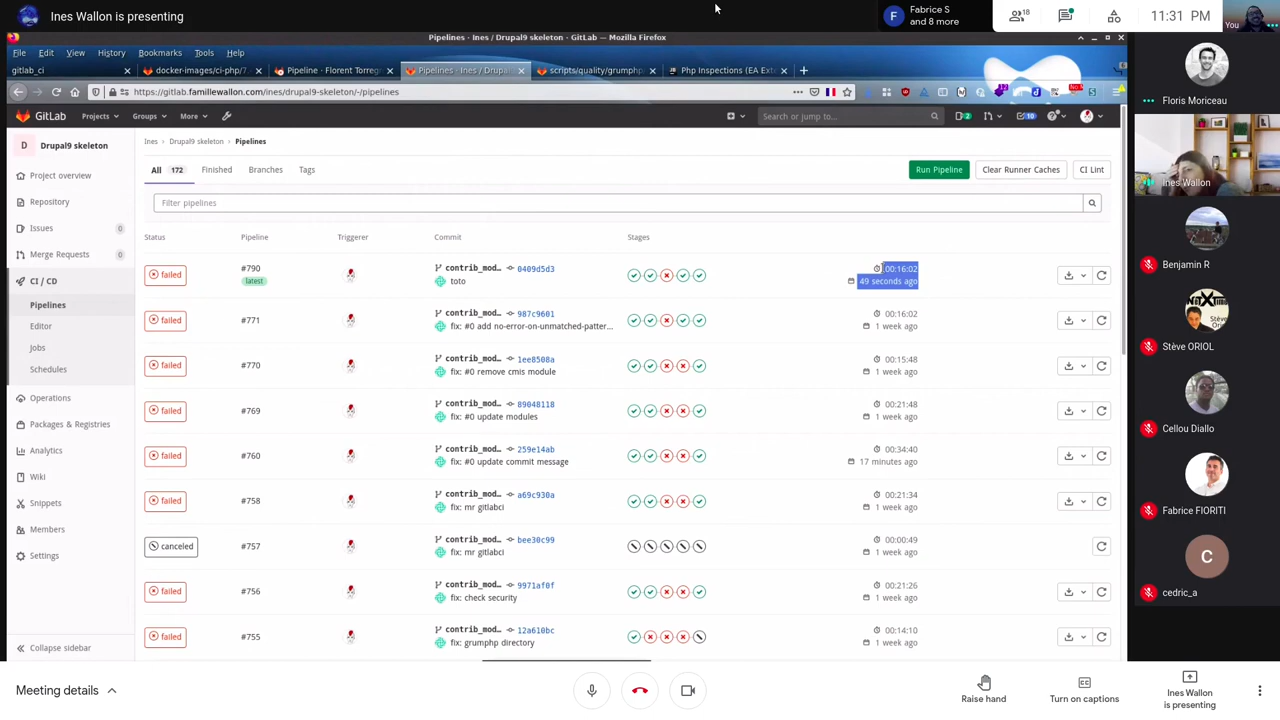 Ines Wallon is presenting
F
Fabrice S
and 8 more
18
11:31 PM
You
Pipelines · Ines / Drupal9 skeleton · GitLab — Mozilla Firefox
File Edit View History Bookmarks Tools Help
gitlab_ci
docker-images/ci-php/7
Pipeline · Florent Torreg
Pipelines · Ines / Drupal
scripts/quality/grumphp
Php Inspections (EA Ext
https://gitlab.famillewallon.com/ines/drupal9-skeleton/-/pipelines
GitLab
Projects
Groups
More
Search or jump to...
2
10
D
Drupal9 skeleton
Project overview
Repository
Issues 0
Merge Requests 0
CI / CD
Pipelines
Editor
Jobs
Schedules
Operations
Packages & Registries
Analytics
Wiki
Snippets
Members
Settings
Collapse sidebar
Ines Drupal9 skeleton Pipelines
All 172 Finished Branches Tags
Run Pipeline
Clear Runner Caches
CI Lint
Filter pipelines
Status Pipeline Triggerer Commit Stages
failed #790 contrib_mod... 0409d5d3 00:16:02
latest toto 49 seconds ago
failed #771 contrib_mod... 987c9601 00:16:02
fix: #0 add no-error-on-unmatched-patter... 1 week ago
failed #770 contrib_mod... 1ee8508a 00:15:48
fix: #0 remove cmis module 1 week ago
failed #769 contrib_mod... 89048118 00:21:48
fix: #0 update modules 1 week ago
failed #760 contrib_mod... 259e14ab 00:34:40
fix: #0 update commit message 17 minutes ago
failed #758 contrib_mod... a69c930a 00:21:34
fix: mr gitlabci 1 week ago
canceled #757 contrib_mod... bee30c99 00:00:49
fix: mr gitlabci 1 week ago
failed #756 contrib_mod... 9971af0f 00:21:26
fix: check security 1 week ago
failed #755 contrib_mod... 12a610bc 00:14:10
fix: grumphp directory 1 week ago
Floris Moriceau
Ines Wallon
Benjamin R
Stève ORIOL
Cellou Diallo
Fabrice FIORITI
C
cedric_a
Meeting details
Raise hand
Turn on captions
Ines Wallon
is presenting